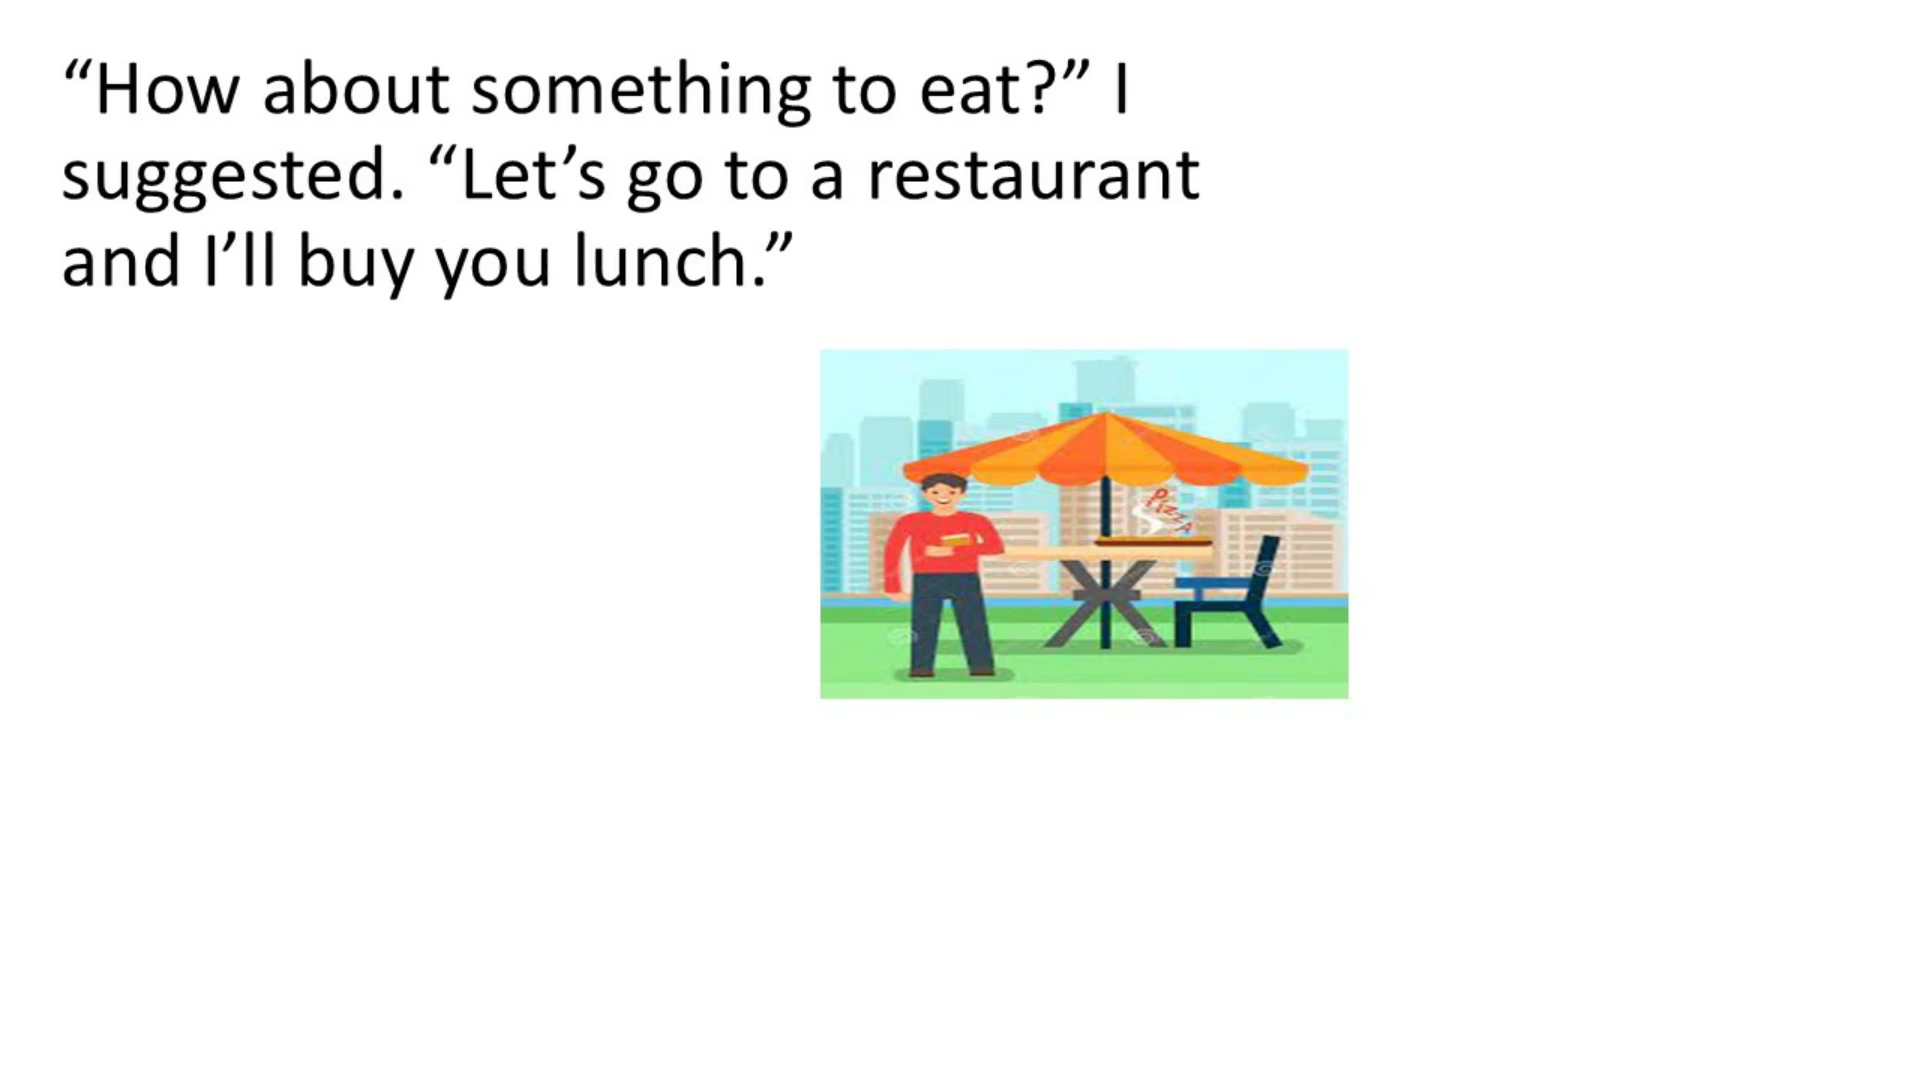 “How about something to eat?” I
suggested. “Let’s go to a restaurant
and I’ll buy you lunch.”
Pizza